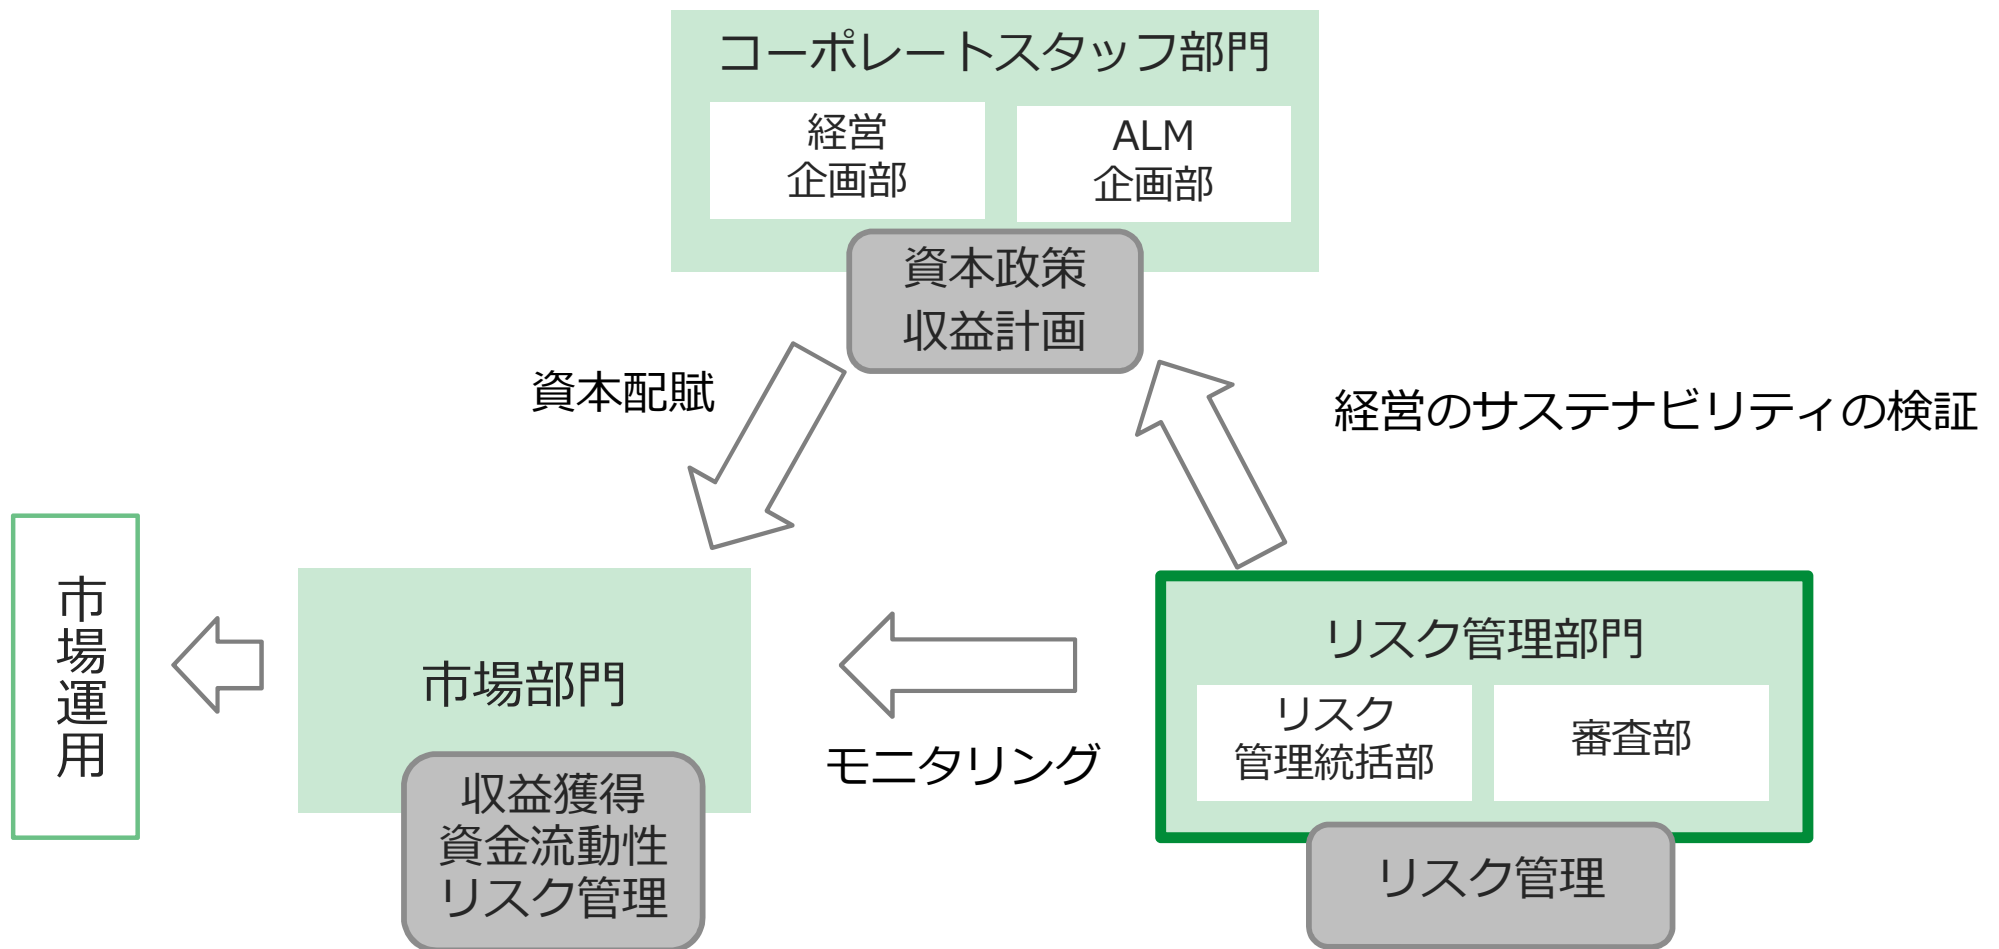 コーポレートスタッフ部門
経営
企画部
ALM
企画部
資本政策
収益計画
資本配賦
経営のサステナビリティの検証
市場運用
市場部門
収益獲得
資金流動性
リスク管理
モニタリング
リスク管理部門
リスク
管理統括部
審査部
リスク管理